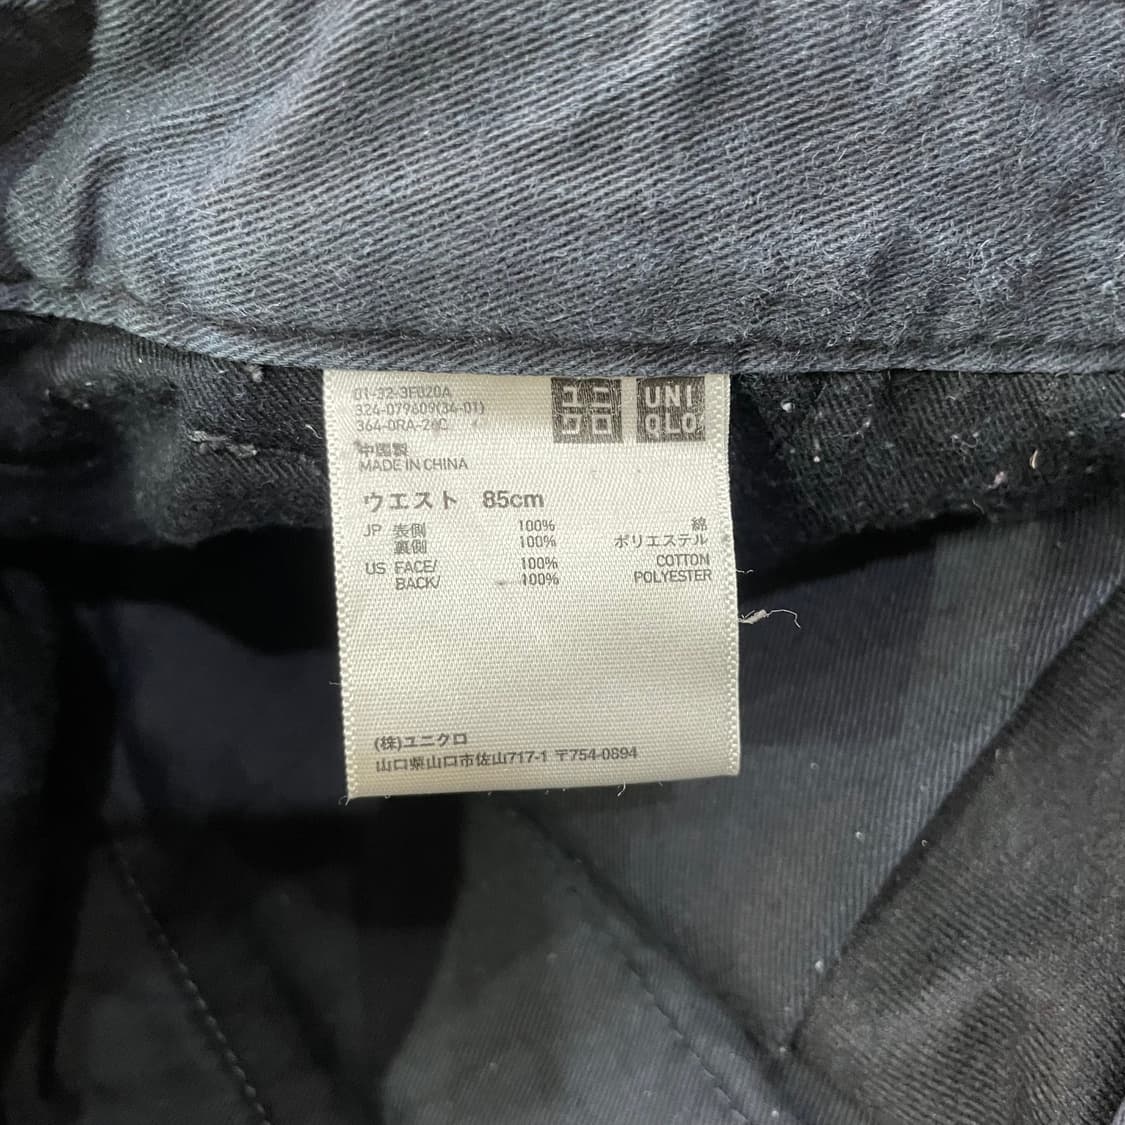 01-32-3F020A
324-079609(34-01)
364-0RA-26C
ユニ
クロ
UNI
QLO
中国製
MADE IN CHINA
ウエスト 85cm
JP 表側 100% 綿
裏側 100% ポリエステル
US FACE/ 100% COTTON
BACK/ 100% POLYESTER
(株)ユニクロ
山口県山口市佐山717-1 〒754-0894